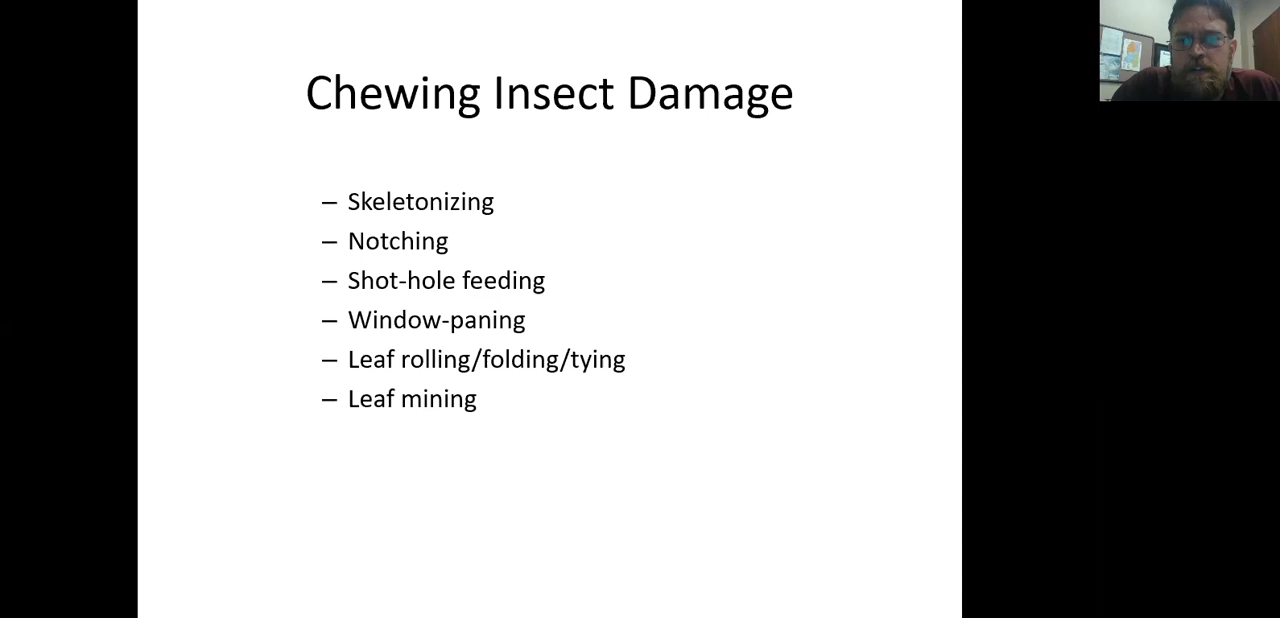 Chewing Insect Damage
– Skeletonizing
– Notching
– Shot-hole feeding
– Window-paning
– Leaf rolling/folding/tying
– Leaf mining